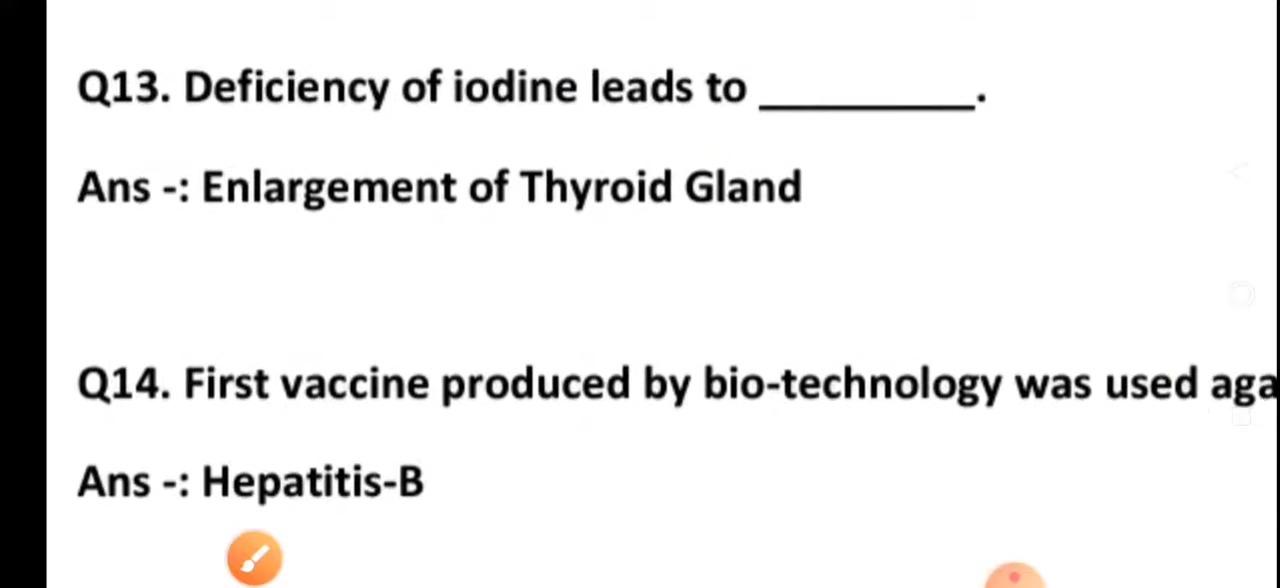 Q13. Deficiency of iodine leads to __________.
Ans -: Enlargement of Thyroid Gland
Q14. First vaccine produced by bio-technology was used aga
Ans -: Hepatitis-B